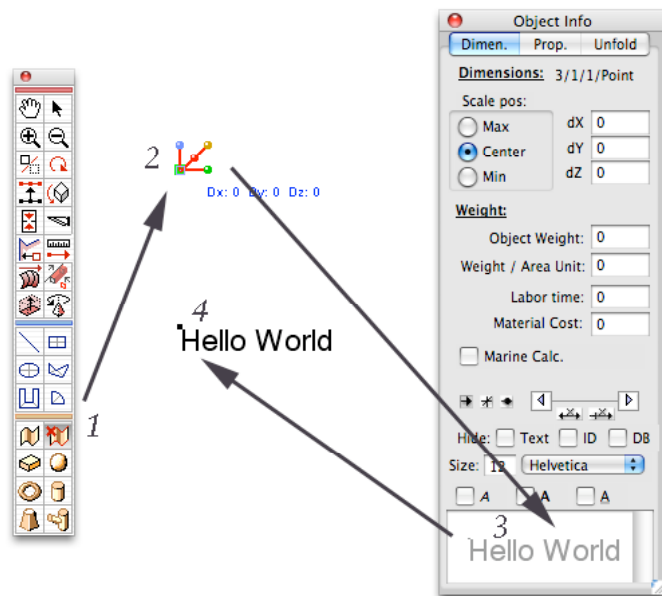 Object Info
Dimen. Prop. Unfold
Dimensions: 3/1/1/Point
Scale pos:
Max dX 0
Center dY 0
Min dZ 0
Weight:
Object Weight: 0
Weight / Area Unit: 0
Labor time: 0
Material Cost: 0
Marine Calc.
Hide: Text ID DB
Size: 12 Helvetica
A A A
3
Hello World
2
Dx: 0 Dy: 0 Dz: 0
4
Hello World
1